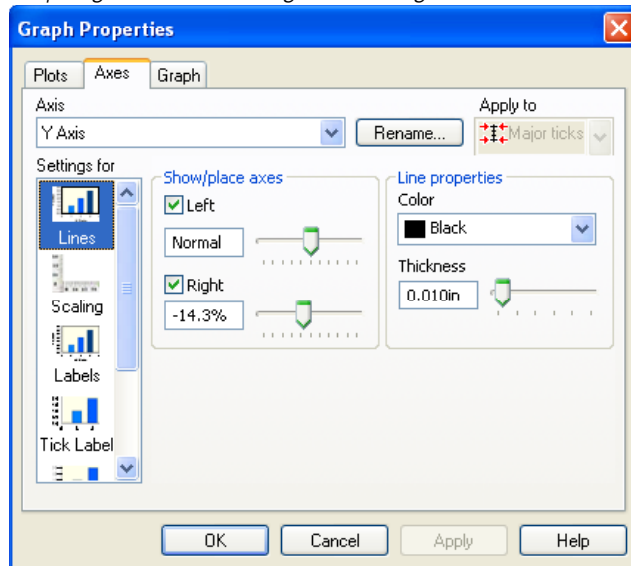 Graph Properties
Plots Axes Graph
Axis
Apply to
Y Axis
Rename...
Major ticks
Settings for
Lines
Scaling
Labels
Tick Label
Show/place axes
Left
Normal
Right
-14.3%
Line properties
Color
Black
Thickness
0.010in
OK Cancel Apply Help